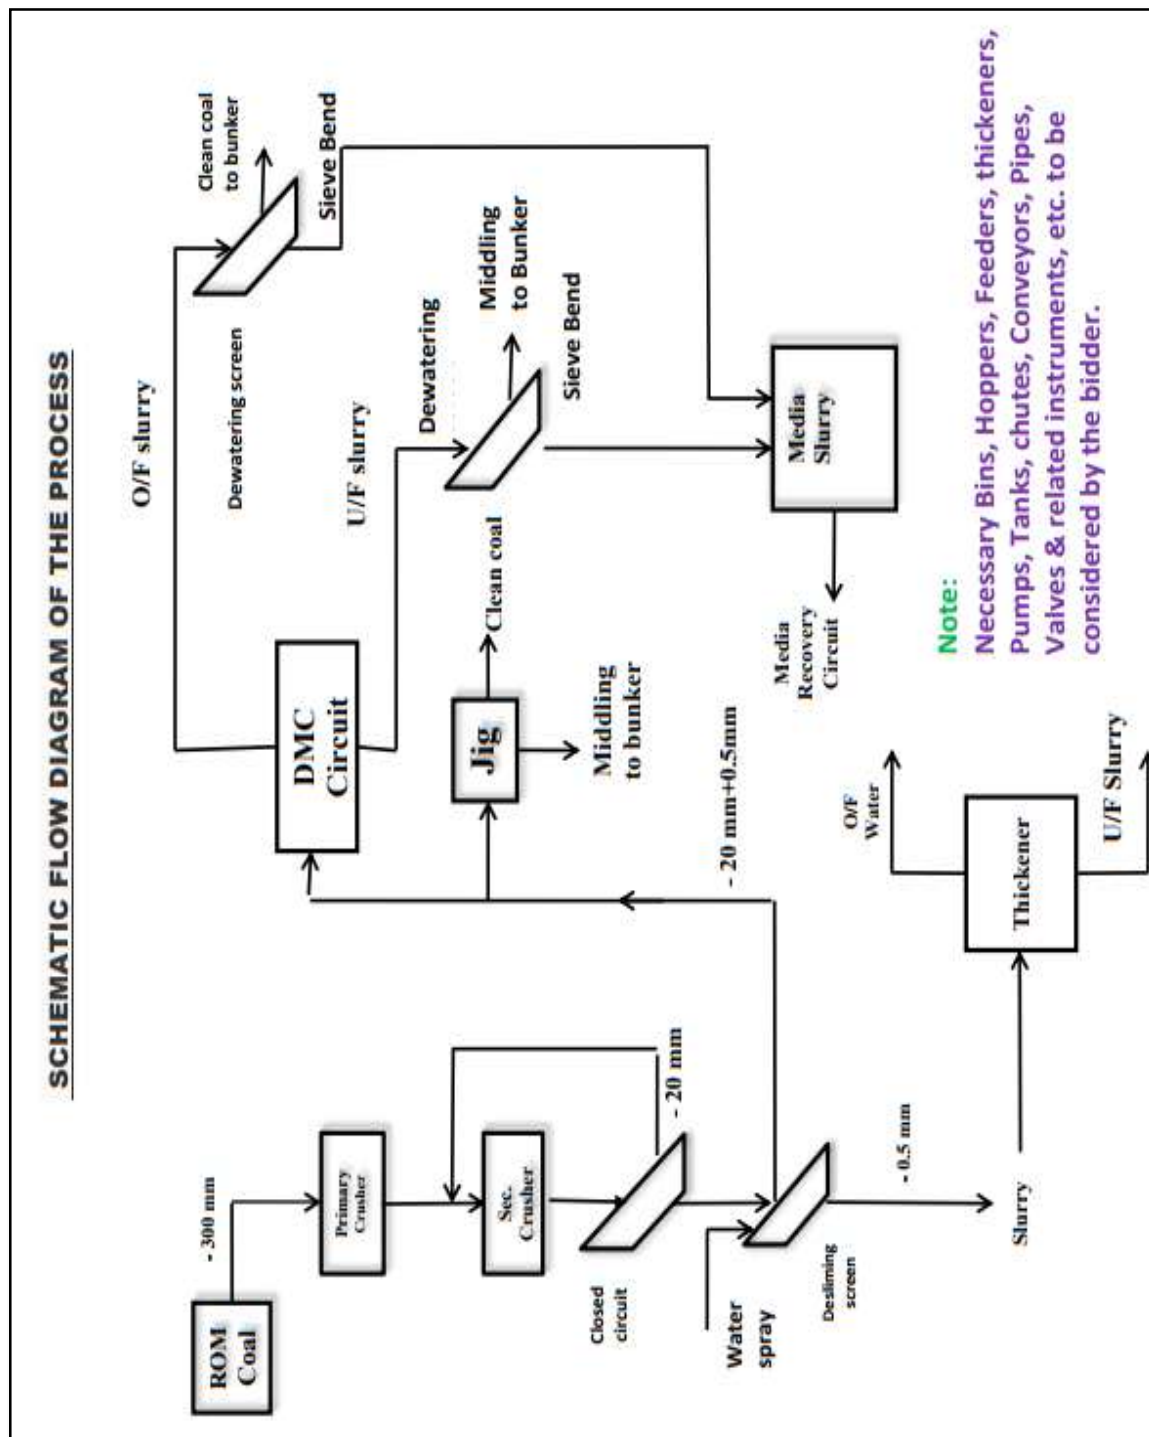 SCHEMATIC FLOW DIAGRAM OF THE PROCESS
ROM
Coal
- 300 mm
Primary
Crusher
Sec.
Crusher
Closed
circuit
- 20 mm
Water
spray
Desliming
screen
- 0.5 mm
Slurry
- 20 mm+0.5mm
Thickener
O/F
Water
U/F Slurry
DMC
Circuit
Jig
Clean coal
Middling
to bunker
O/F slurry
U/F slurry
Dewatering screen
Clean coal
to bunker
Sieve Bend
Dewatering
Middling
to Bunker
Sieve Bend
Media
Slurry
Media
Recovery
Circuit
Note:
Necessary Bins, Hoppers, Feeders, thickeners,
Pumps, Tanks, chutes, Conveyors, Pipes,
Valves & related instruments, etc. to be
considered by the bidder.